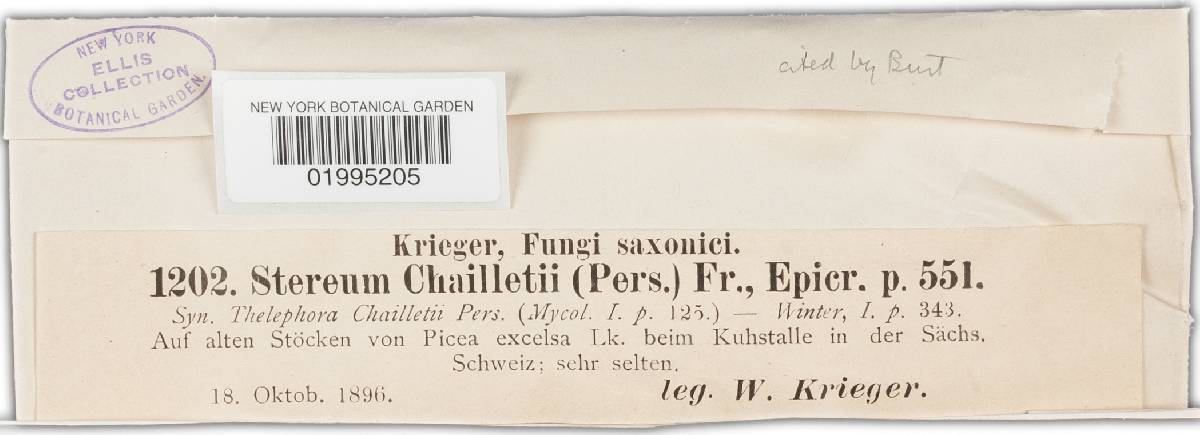 NEW YORK
ELLIS
COLLECTION
BOTANICAL GARDEN.
cited by Burt
NEW YORK BOTANICAL GARDEN
01995205
Krieger, Fungi saxonici.
1202. Stereum Chailletii (Pers.) Fr., Epicr. p. 551.
Syn. Thelephora Chailletii Pers. (Mycol. I. p. 125.) — Winter, I. p. 343.
Auf alten Stöcken von Picea excelsa Lk. beim Kuhstalle in der Sächs.
Schweiz; sehr selten.
18. Oktob. 1896. leg. W. Krieger.